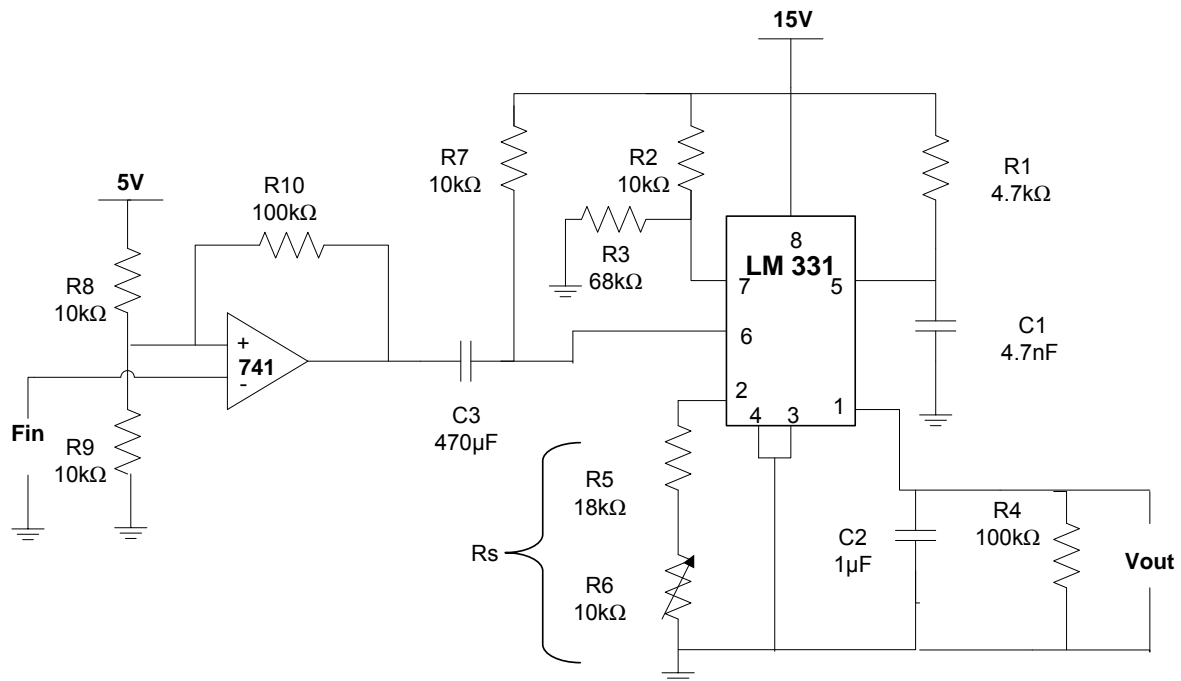 15V
R7
10kΩ
R2
10kΩ
R1
4.7kΩ
5V
R10
100kΩ
R3
68kΩ
8
LM 331
7
5
6
2
4
3
1
C1
4.7nF
R8
10kΩ
+
741
-
C3
470µF
Fin
R9
10kΩ
Rs
R5
18kΩ
R6
10kΩ
C2
1µF
R4
100kΩ
Vout